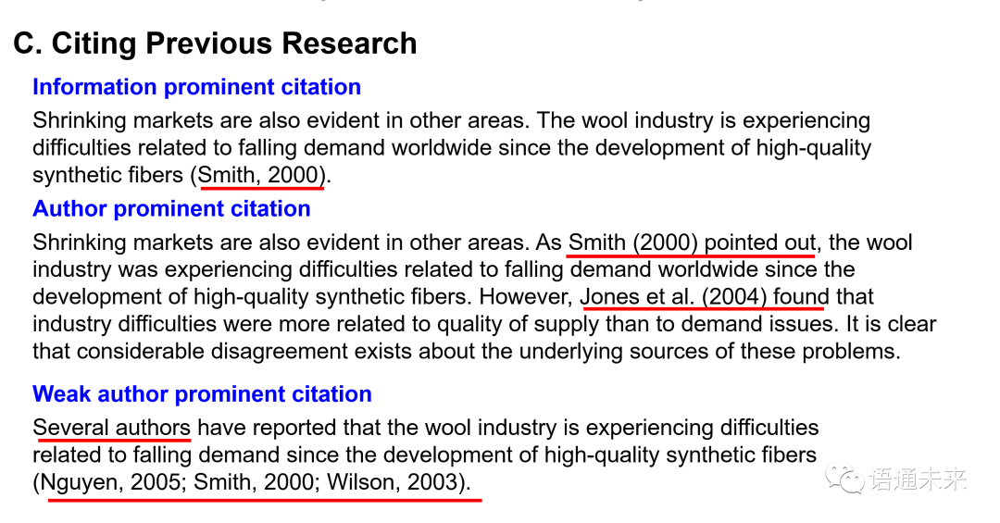 C. Citing Previous Research
Information prominent citation
Shrinking markets are also evident in other areas. The wool industry is experiencing
difficulties related to falling demand worldwide since the development of high-quality
synthetic fibers (Smith, 2000).
Author prominent citation
Shrinking markets are also evident in other areas. As Smith (2000) pointed out, the wool
industry was experiencing difficulties related to falling demand worldwide since the
development of high-quality synthetic fibers. However, Jones et al. (2004) found that
industry difficulties were more related to quality of supply than to demand issues. It is clear
that considerable disagreement exists about the underlying sources of these problems.
Weak author prominent citation
Several authors have reported that the wool industry is experiencing difficulties
related to falling demand since the development of high-quality synthetic fibers
(Nguyen, 2005; Smith, 2000; Wilson, 2003).
语通未来